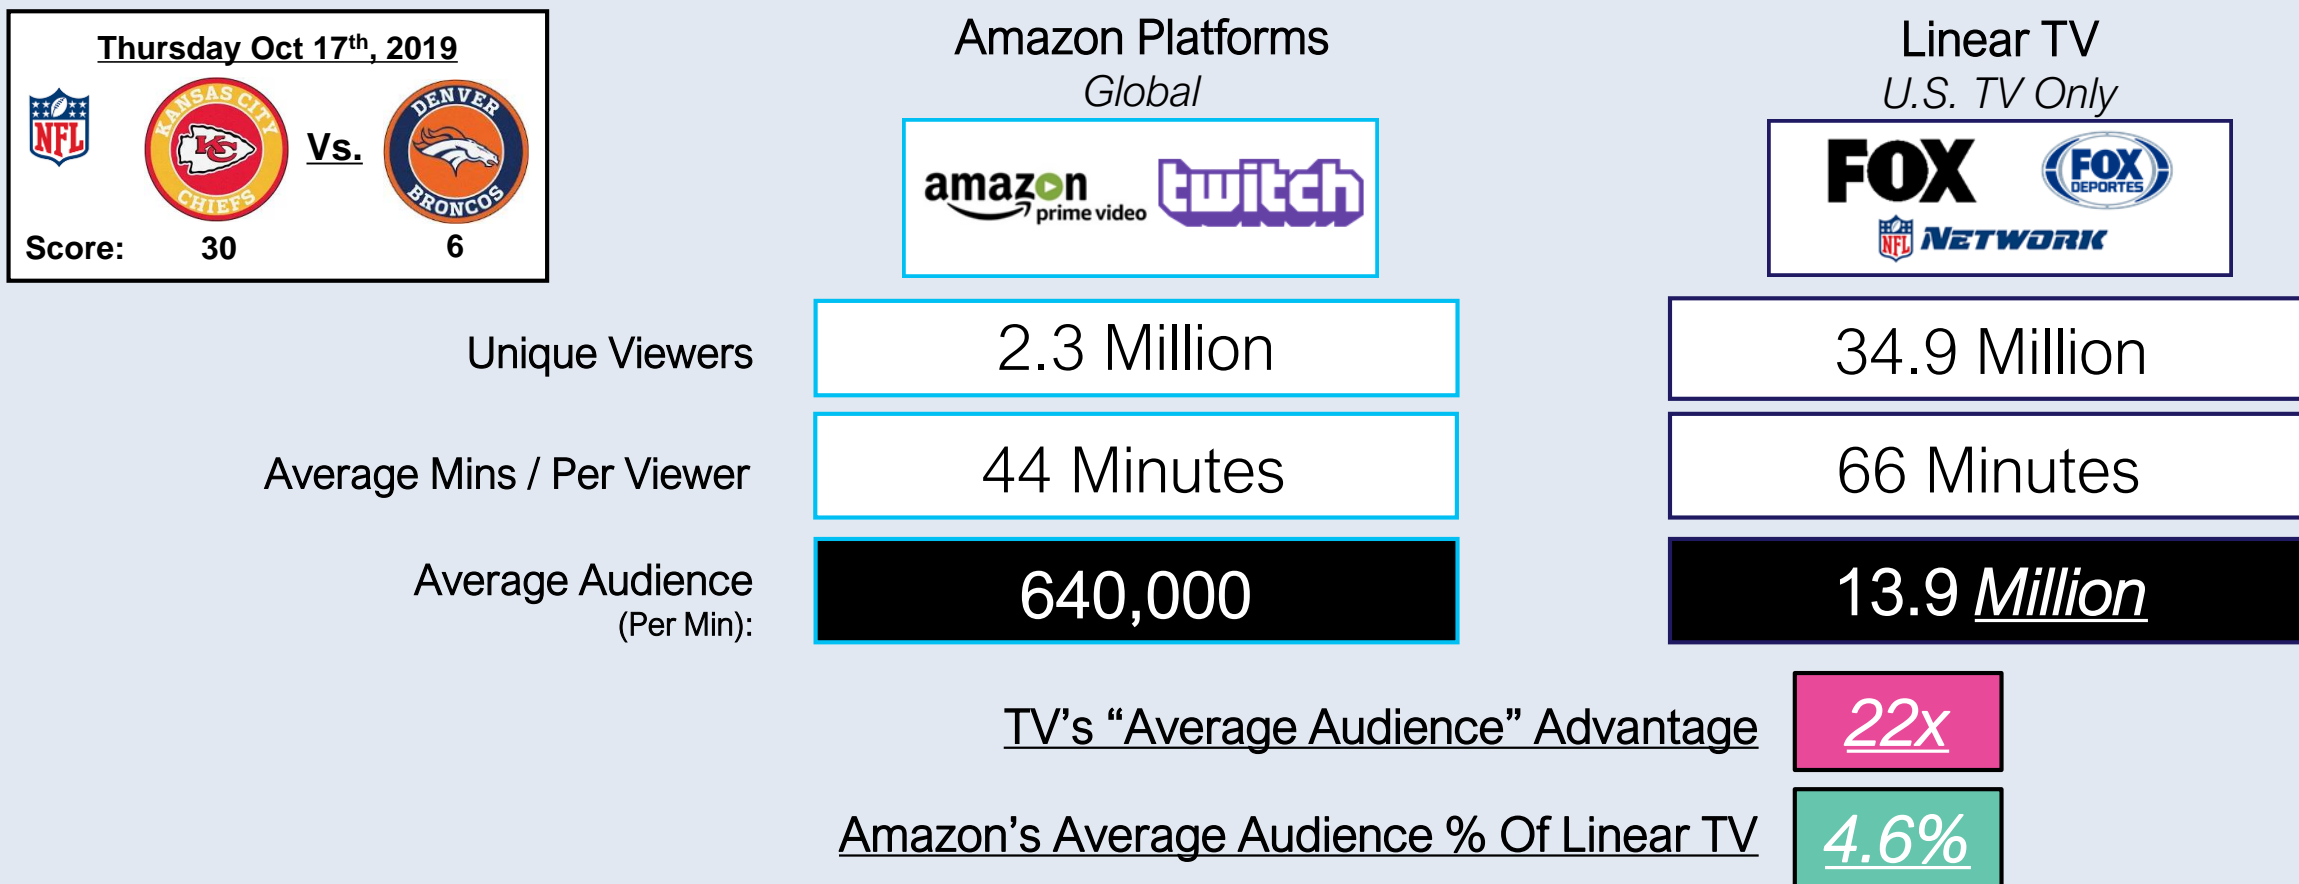 Thursday Oct 17th, 2019
NFL
KANSAS CITY
KC
CHIEFS
Vs.
DENVER
BRONCOS
Score: 30 6
Amazon Platforms
Global
amazon
prime video
twitch
Linear TV
U.S. TV Only
FOX
FOX
DEPORTES
NFL NETWORK
Unique Viewers 2.3 Million 34.9 Million
Average Mins / Per Viewer 44 Minutes 66 Minutes
Average Audience 640,000 13.9 Million
(Per Min):
TV’s “Average Audience” Advantage 22x
Amazon’s Average Audience % Of Linear TV 4.6%